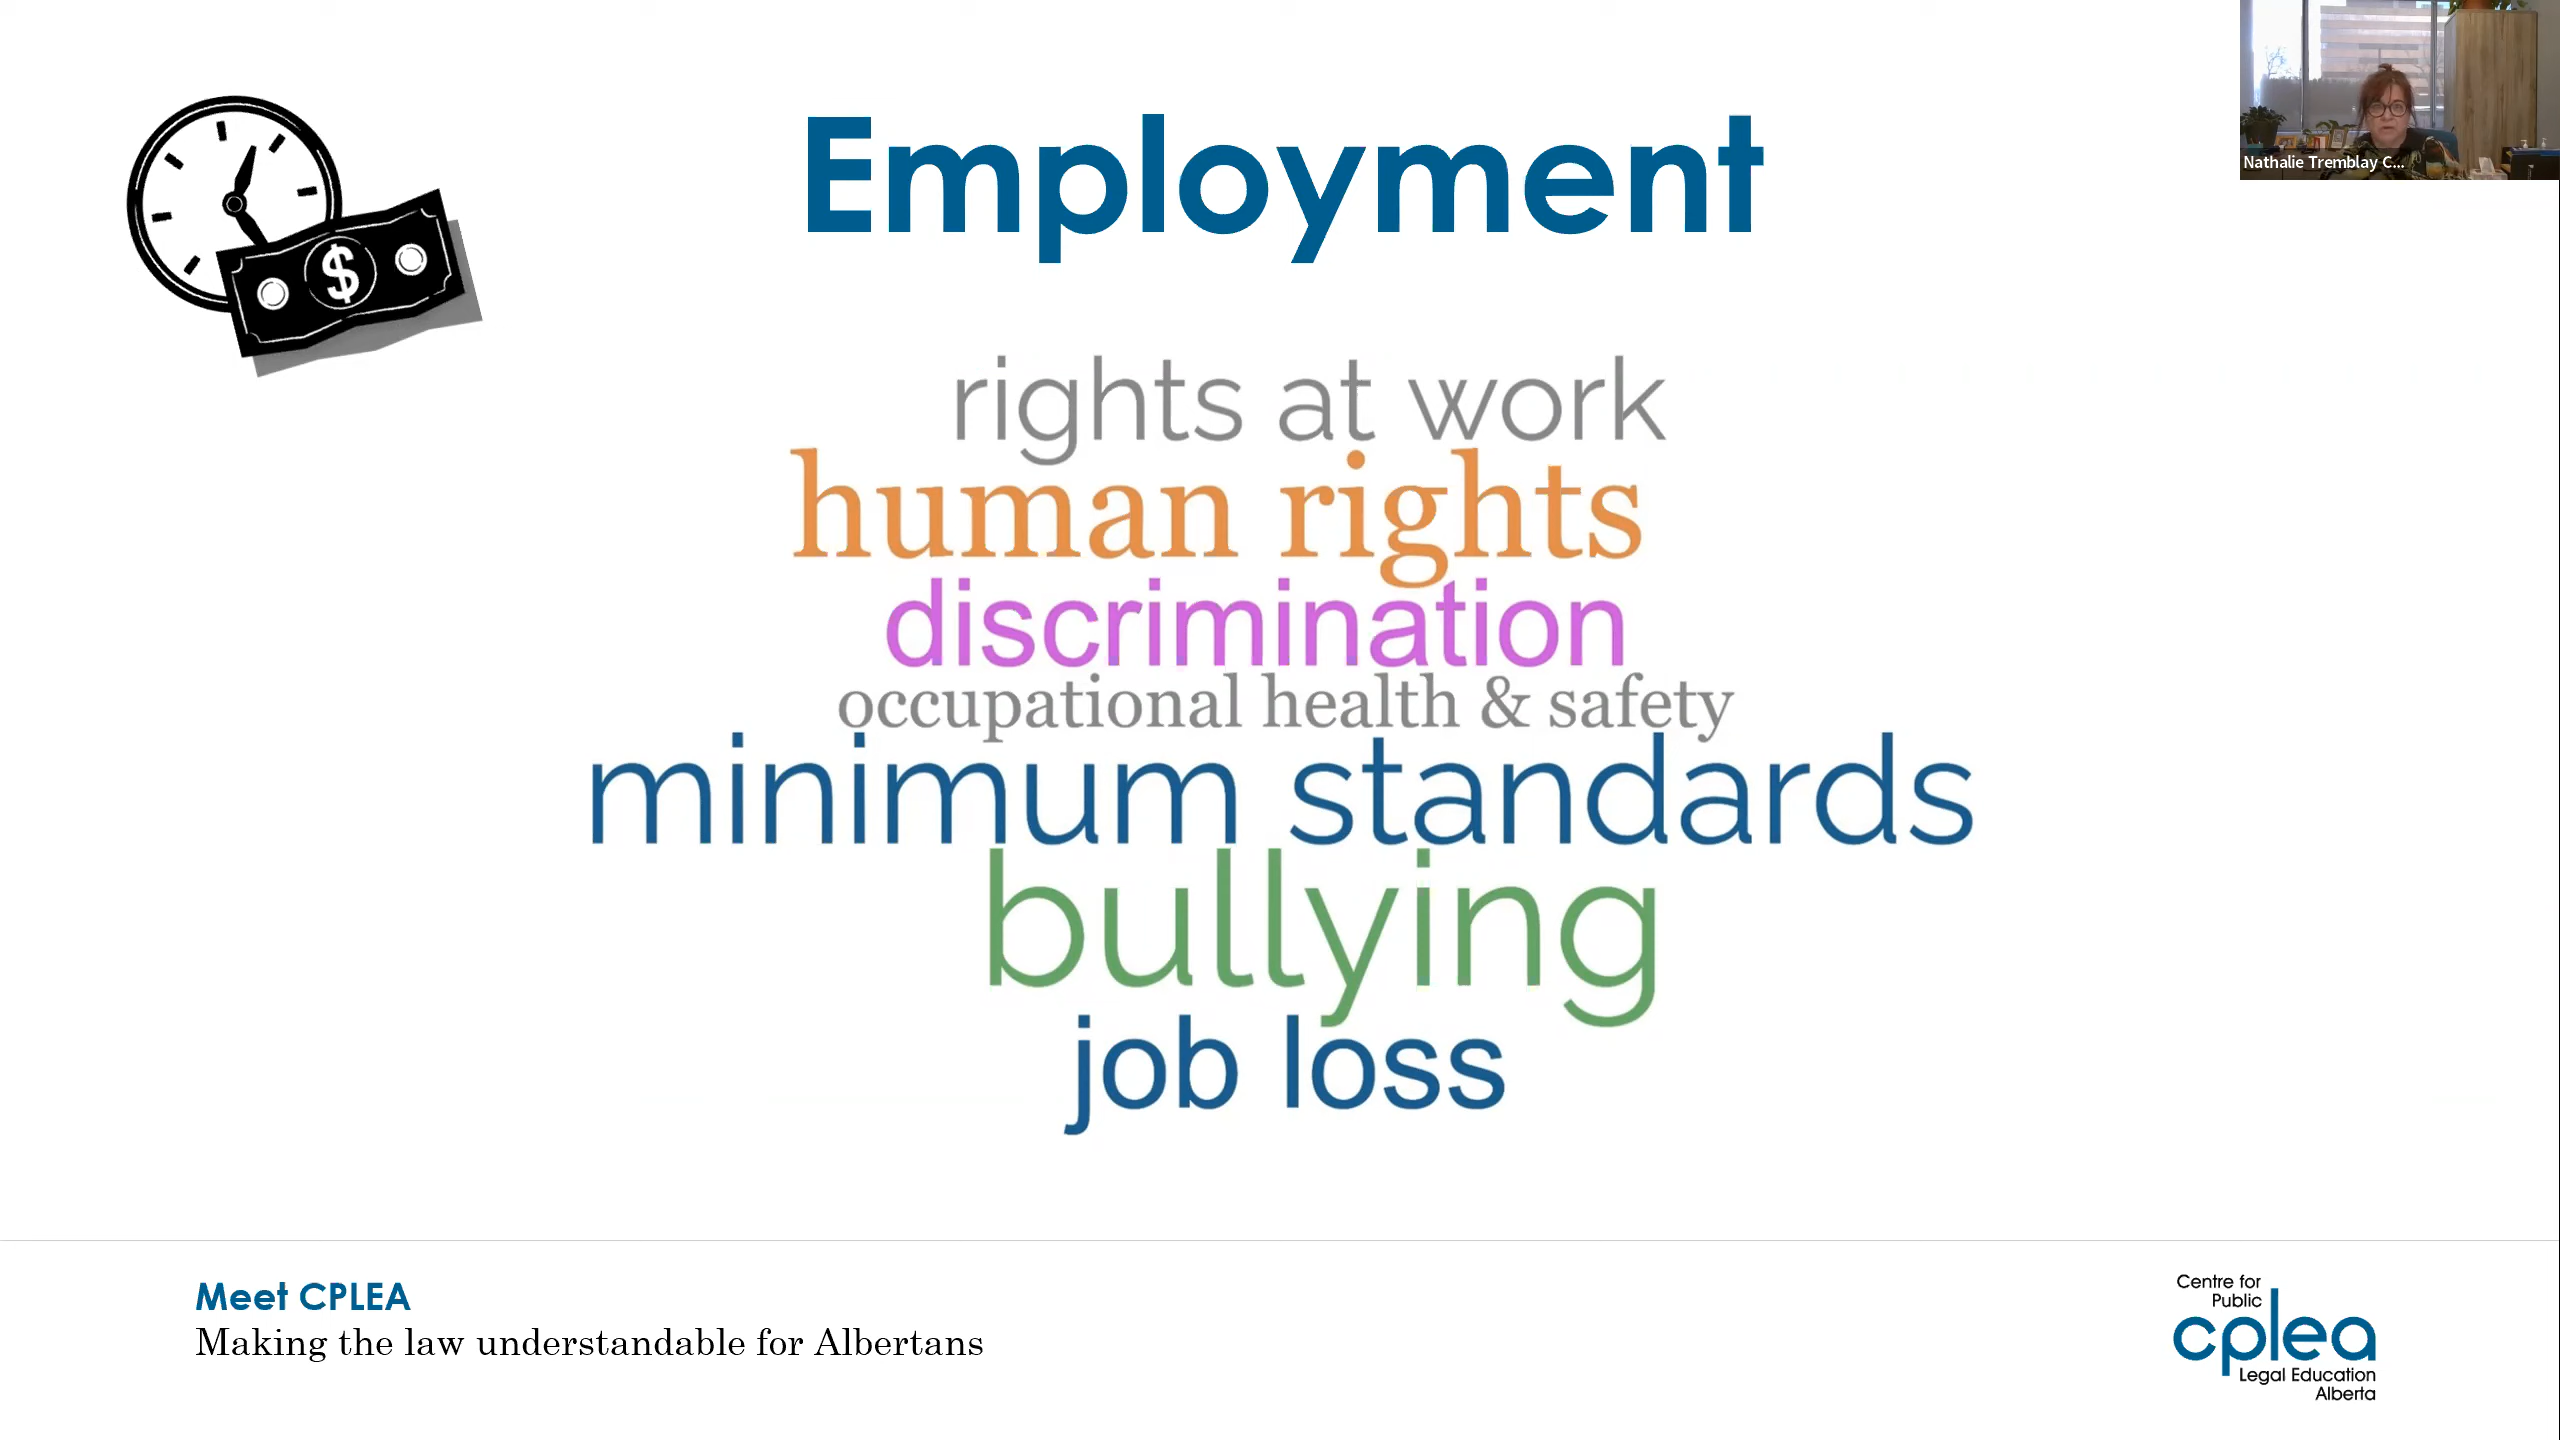 Employment
Nathalie Tremblay C...
$
rights at work
human rights
discrimination
occupational health & safety
minimum standards
bullying
job loss
Meet CPLEA
Making the law understandable for Albertans
Centre for
Public
cplea
Legal Education
Alberta